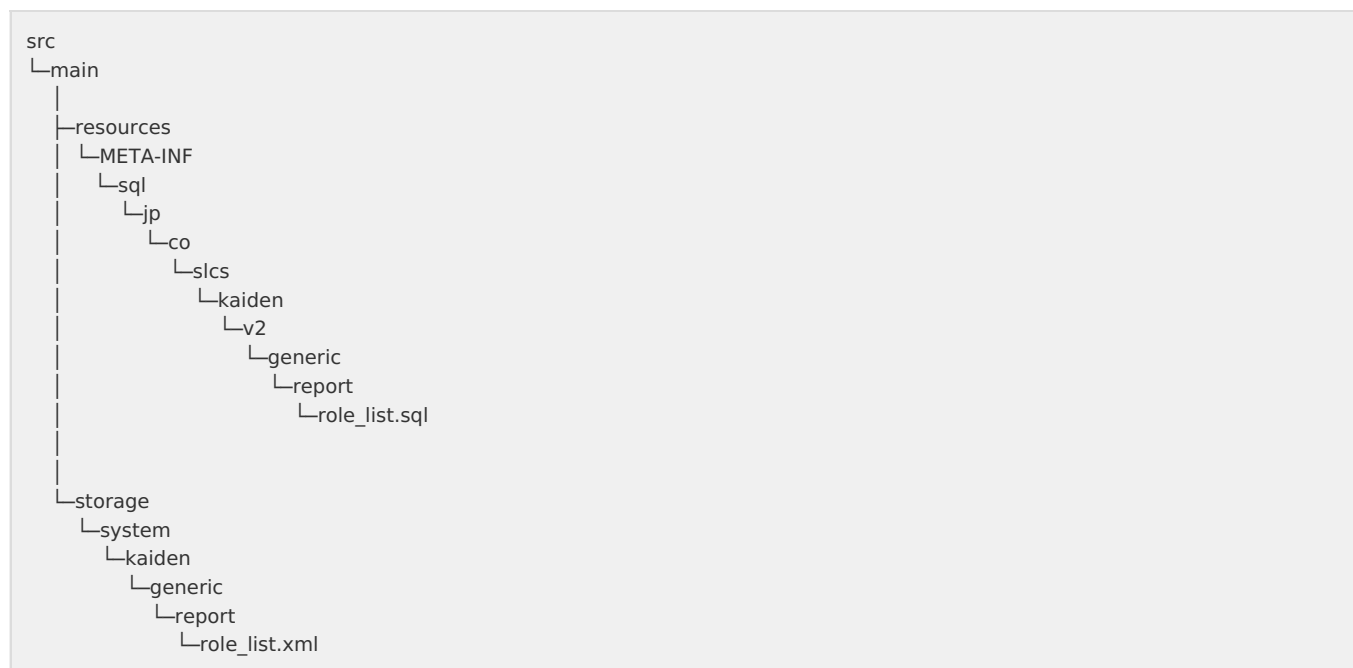 src
└─main
│
├─resources
│ └─META-INF
│ └─sql
│ └─jp
│ └─co
│ └─slcs
│ └─kaiden
│ └─v2
│ └─generic
│ └─report
│ └─role_list.sql
│
│
└─storage
└─system
└─kaiden
└─generic
└─report
└─role_list.xml